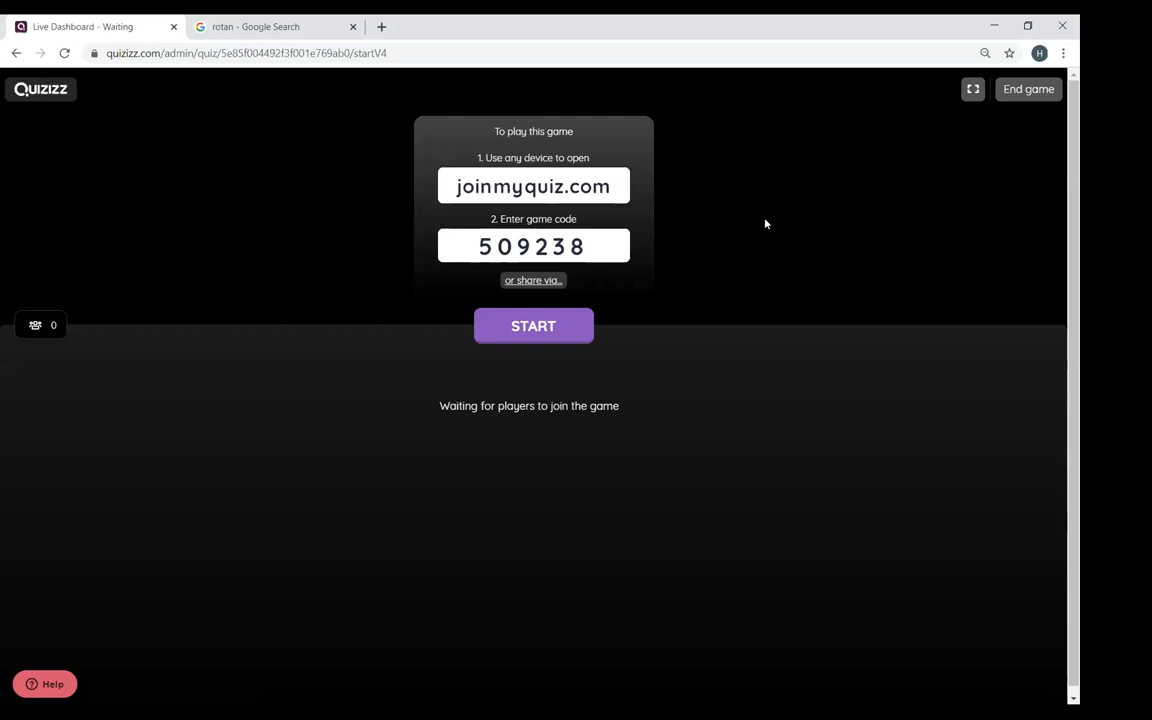 Live Dashboard - Waiting
rotan - Google Search
quizizz.com/admin/quiz/5e85f004492f3f001e769ab0/startV4
H
Quizizz
End game
To play this game
1. Use any device to open
joinmyquiz.com
2. Enter game code
509238
or share via...
START
0
Waiting for players to join the game
Help